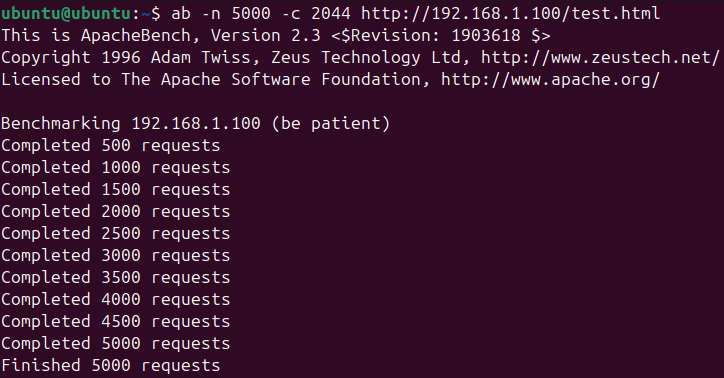 ubuntu@ubuntu:~$ ab -n 5000 -c 2044 http://192.168.1.100/test.html
This is ApacheBench, Version 2.3 <$Revision: 1903618 $>
Copyright 1996 Adam Twiss, Zeus Technology Ltd, http://www.zeustech.net/
Licensed to The Apache Software Foundation, http://www.apache.org/

Benchmarking 192.168.1.100 (be patient)
Completed 500 requests
Completed 1000 requests
Completed 1500 requests
Completed 2000 requests
Completed 2500 requests
Completed 3000 requests
Completed 3500 requests
Completed 4000 requests
Completed 4500 requests
Completed 5000 requests
Finished 5000 requests